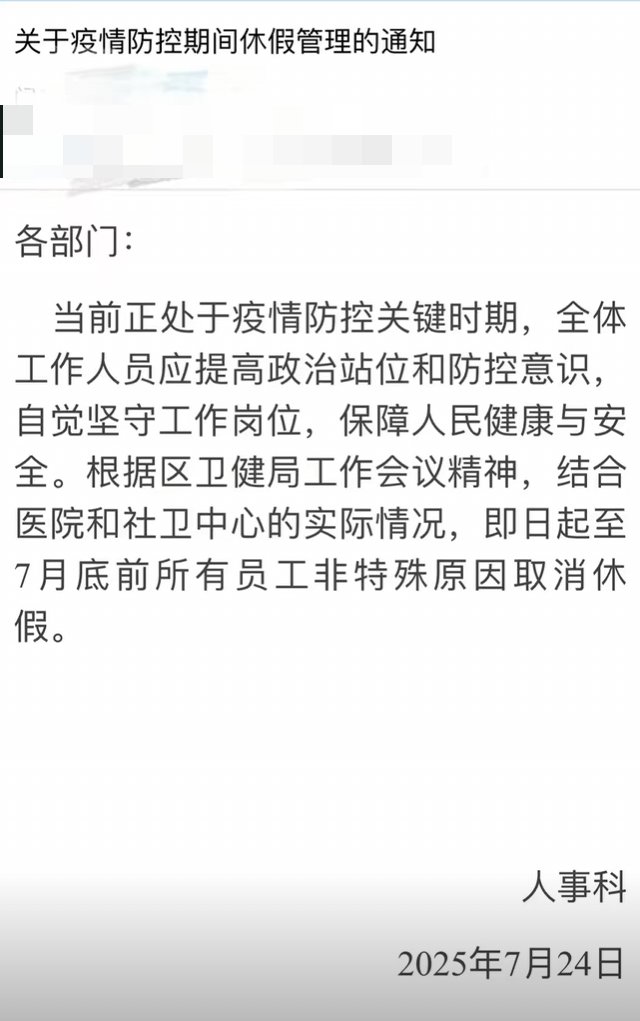 关于疫情防控期间休假管理的通知
各部门：
当前正处于疫情防控关键时期，全体
工作人员应提高政治站位和防控意识，
自觉坚守工作岗位，保障人民健康与安
全。根据区卫健局工作会议精神，结合
医院和社卫中心的实际情况，即日起至
7月底前所有员工非特殊原因取消休
假。
人事科
2025年7月24日